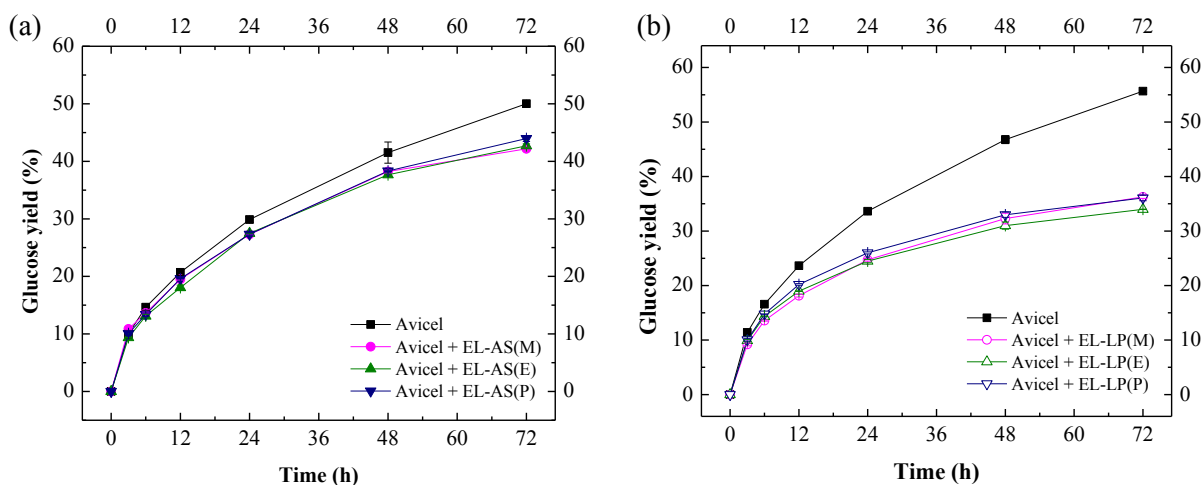 (a)
0 12 24 36 48 60 72
60 60
50 50
40 40
30 30
20 20
10 10
0 0
Glucose yield (%)
Avicel
Avicel + EL-AS(M)
Avicel + EL-AS(E)
Avicel + EL-AS(P)
0 12 24 36 48 60 72
Time (h)
(b)
0 12 24 36 48 60 72
60 60
50 50
40 40
30 30
20 20
10 10
0 0
Glucose yield (%)
Avicel
Avicel + EL-LP(M)
Avicel + EL-LP(E)
Avicel + EL-LP(P)
0 12 24 36 48 60 72
Time (h)